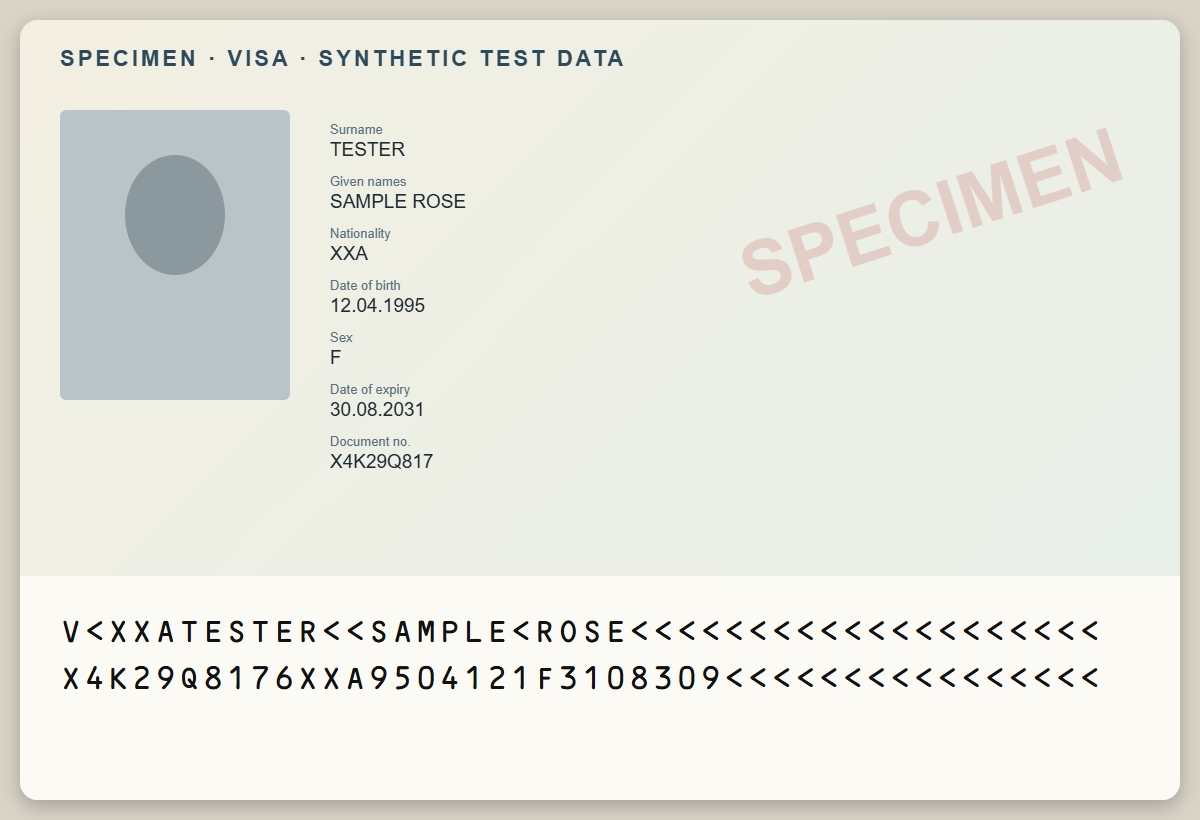 SPECIMEN · VISA · SYNTHETIC TEST DATA
Surname
TESTER
Given names
SAMPLE ROSE
Nationality
XXA
Date of birth
12.04.1995
Sex
F
Date of expiry
30.08.2031
Document no.
X4K29Q817
SPECIMEN
V<XXATESTER<<SAMPLE<ROSE<<<<<<<<<<<<<<<<<<<<
X4K29Q8176XXA9504121F3108309<<<<<<<<<<<<<<<<